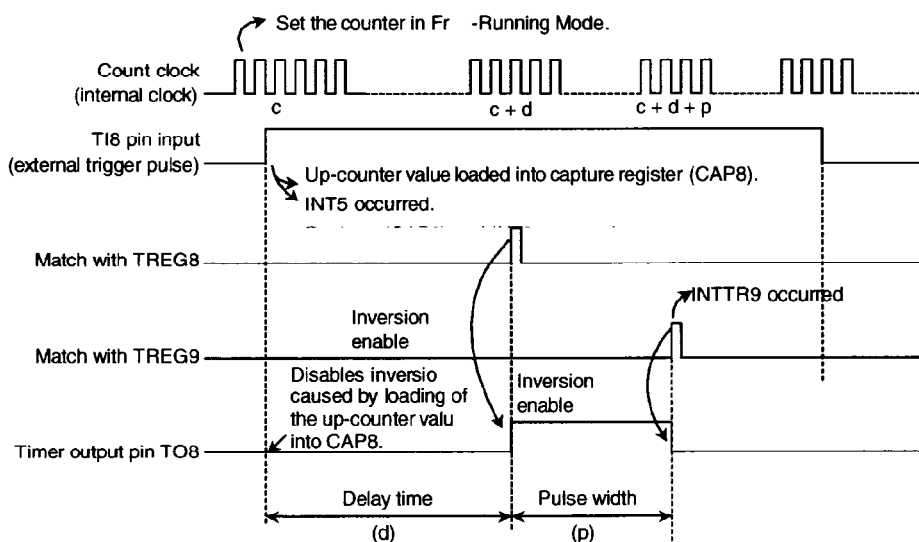 Set the counter in Fr -Running Mode.
Count clock
(internal clock)
c
c + d
c + d + p
TI8 pin input
(external trigger pulse)
Up-counter value loaded into capture register (CAP8).
INT5 occurred.
Match with TREG8
INTTR9 occurred
Inversion
enable
Match with TREG9
Disables inversio
caused by loading of
the up-counter valu
into CAP8.
Inversion
enable
Timer output pin TO8
Delay time
(d)
Pulse width
(p)